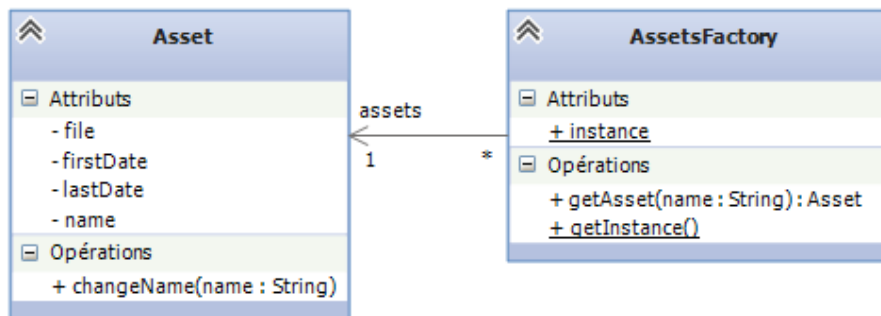 Asset
Attributs
- file
- firstDate
- lastDate
- name
Opérations
+ changeName(name : String)
assets
1
*
AssetsFactory
Attributs
+ instance
Opérations
+ getAsset(name : String) : Asset
+ getInstance()